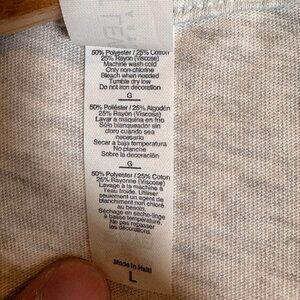 50% Polyester / 25% Cotton
25% Rayon (Viscose)
Machine wash cold
Only non-chlorine
Bleach when needed
Tumble dry low
Do not iron decoration
G
50% Poliéster / 25% Algodón
25% Rayón (Viscosa)
Lavar a máquina en frio
Solo blanqueador sin
cloro cuando sea
necesario
Secar a baja temperatura
No planche
Sobre la decoración
G
50% Polyester / 25% Coton
25% Rayonne (Viscose)
Lavage à la machine à
l'eau froide. Utiliser
seulement un agent de
blanchiment non chloré
au besoin.
Séchage en sèche-linge
à basse température.
Ne pas repasser
les décorations.
Made in Haiti
L